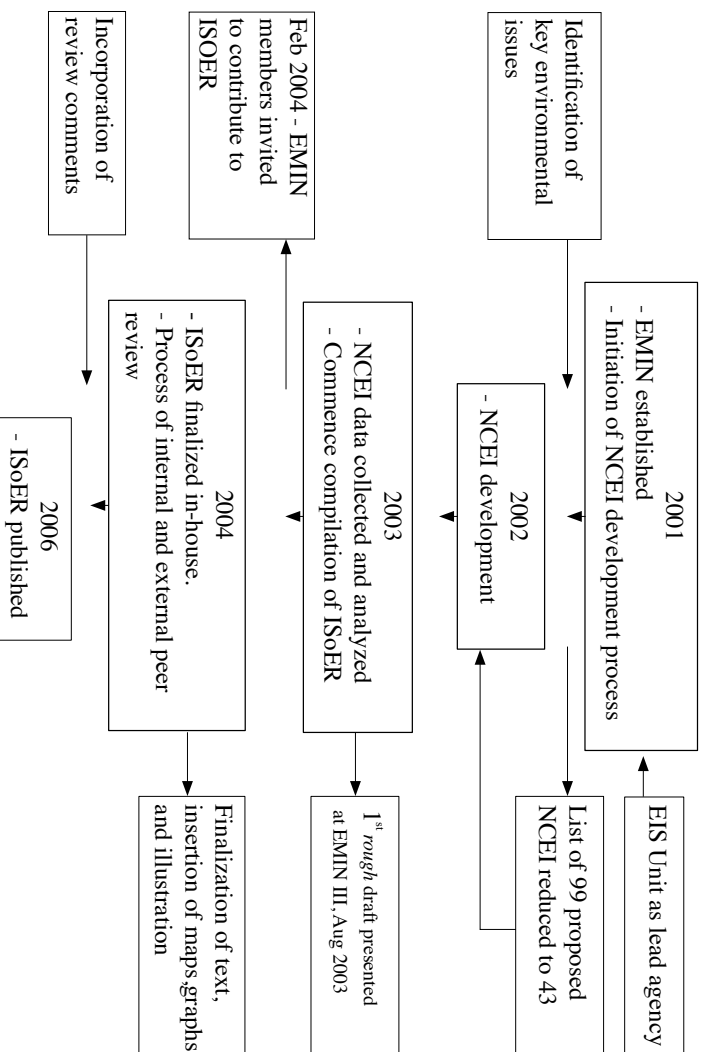 2001
- EMIN established
- Initiation of NCEI development process
EIS Unit as lead agency
Identification of
key environmental
issues
List of 99 proposed
NCEI reduced to 43
2002
- NCEI development
2003
- NCEI data collected and analyzed
- Commence compilation of ISoER
Feb 2004 - EMIN
members invited
to contribute to
ISOER
1st rough draft presented
at EMIN III, Aug 2003
2004
- ISoER finalized in-house.
- Process of internal and external peer
review
Finalization of text,
insertion of maps,graphs
and illustration
Incorporation of
review comments
2006
- ISoER published